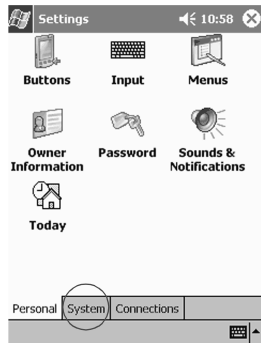 Settings 10:58
Buttons Input Menus
Owner Information Password Sounds & Notifications
Today
Personal System Connections